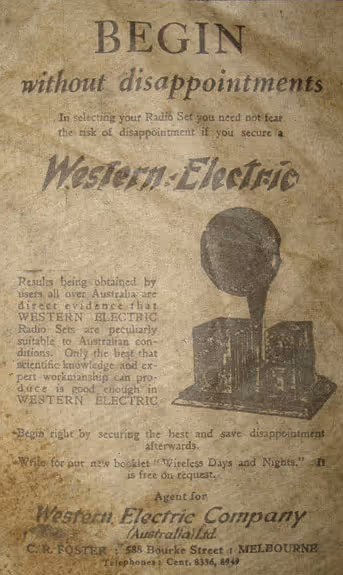 BEGIN
without disappointments
In selecting your Radio Set you need not fear
the risk of disappointment if you secure a
Western Electric
Results being obtained by
users all over Australia are
direct evidence that
WESTERN ELECTRIC
Radio Sets are peculiarly
suitable to Australian con-
ditions. Only the best that
scientific knowledge and ex-
pert workmanship can pro-
duce is good enough in
WESTERN ELECTRIC
Begin right by securing the best and save disappointment
afterwards.
Write for our new booklet "Wireless Days and Nights." It
is free on request.
Agent for
Western Electric Company
(Australia) Ltd.
C. R. FOSTER : 588 Bourke Street : MELBOURNE
Telephones: Cent. 8336, 8949